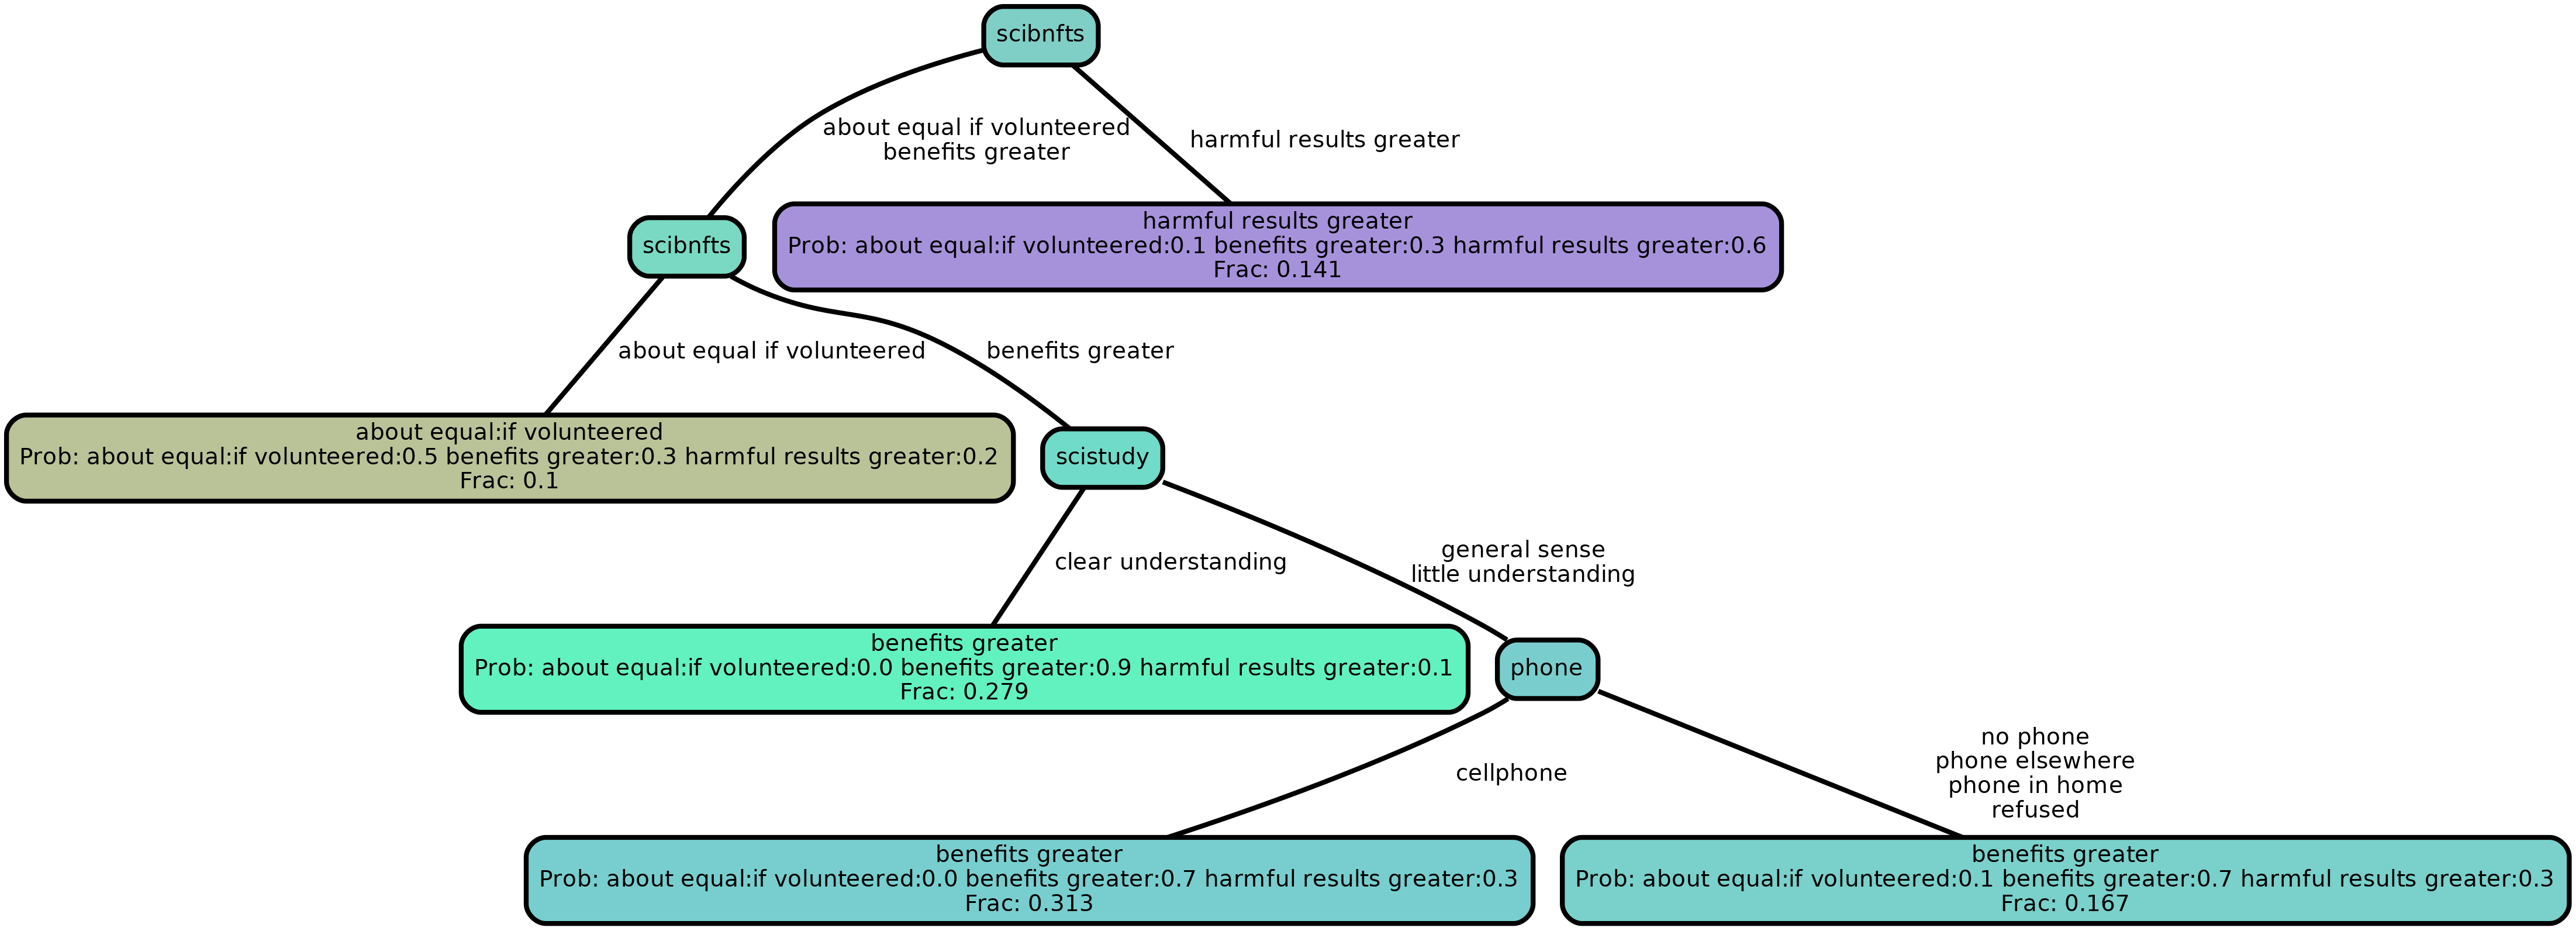 scibnfts
about equal if volunteered
benefits greater
harmful results greater
scibnfts
harmful results greater
Prob: about equal:if volunteered:0.1 benefits greater:0.3 harmful results greater:0.6
Frac: 0.141
about equal if volunteered
benefits greater
about equal:if volunteered
Prob: about equal:if volunteered:0.5 benefits greater:0.3 harmful results greater:0.2
Frac: 0.1
scistudy
clear understanding
general sense
little understanding
benefits greater
Prob: about equal:if volunteered:0.0 benefits greater:0.9 harmful results greater:0.1
Frac: 0.279
phone
cellphone
no phone
phone elsewhere
phone in home
refused
benefits greater
Prob: about equal:if volunteered:0.0 benefits greater:0.7 harmful results greater:0.3
Frac: 0.313
benefits greater
Prob: about equal:if volunteered:0.1 benefits greater:0.7 harmful results greater:0.3
Frac: 0.167